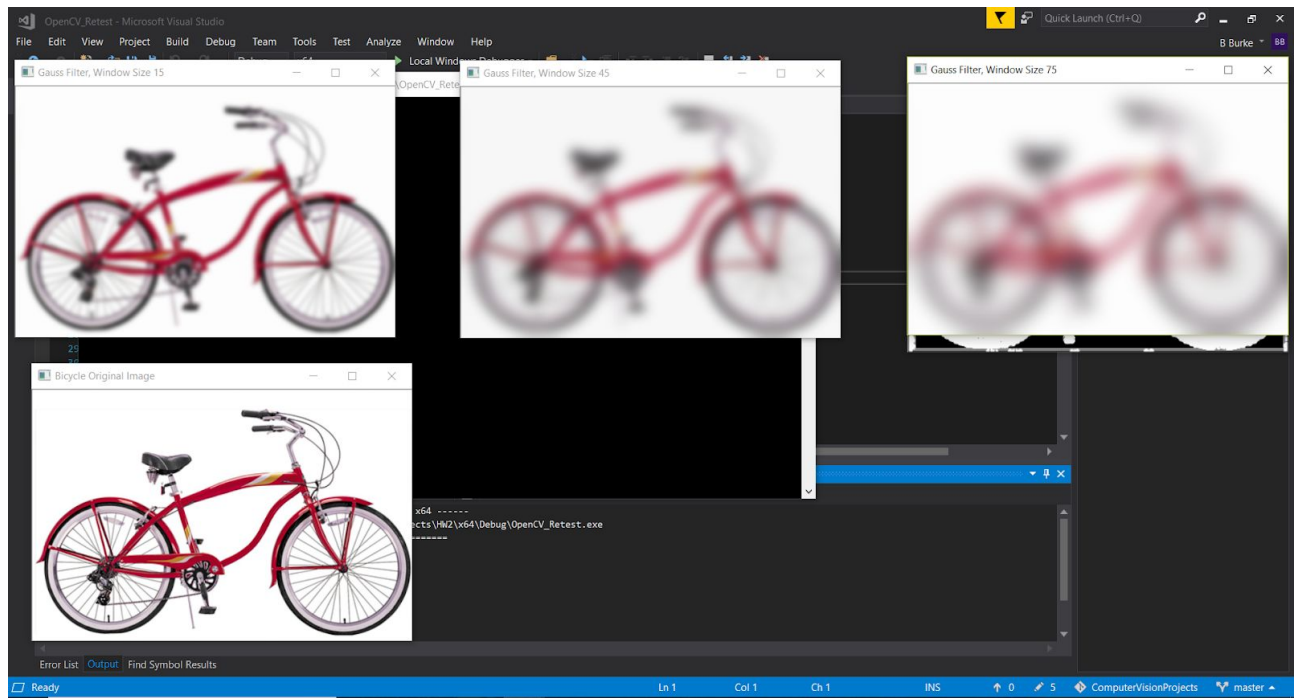 OpenCV_Retest - Microsoft Visual Studio
Quick Launch (Ctrl+Q)
File Edit View Project Build Debug Team Tools Test Analyze Window Help
B Burke BB
Local Windows Debugger
Gauss Filter, Window Size 15
\OpenCV_Rete
Gauss Filter, Window Size 45
Gauss Filter, Window Size 75
29
Bicycle Original Image
x64 ------
ects\HW2\x64\Debug\OpenCV_Retest.exe
=======
Error List Output Find Symbol Results
Ready Ln 1 Col 1 Ch 1 INS 0 5 ComputerVisionProjects master